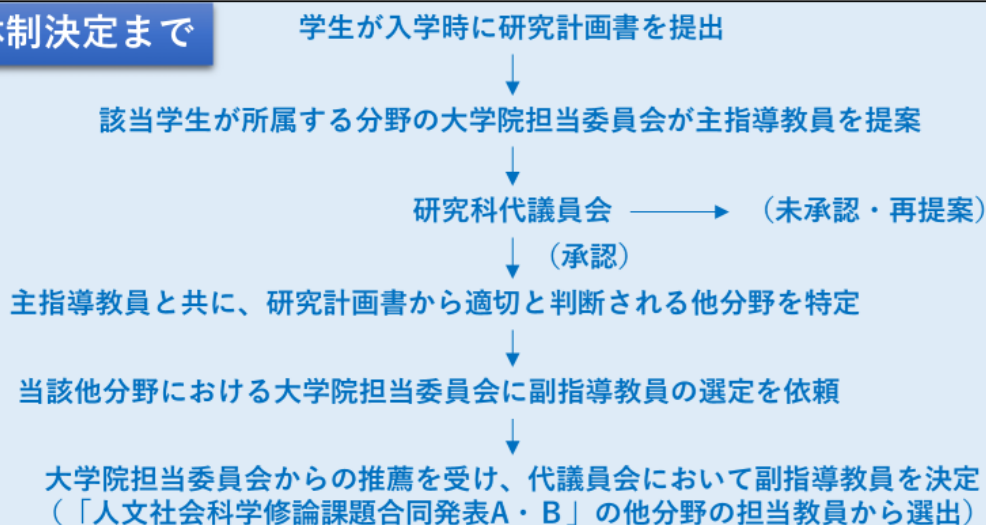 体制決定まで
学生が入学時に研究計画書を提出
該当学生が所属する分野の大学院担当委員会が主指導教員を提案
研究科代議員会
（未承認・再提案）
（承認）
主指導教員と共に、研究計画書から適切と判断される他分野を特定
当該他分野における大学院担当委員会に副指導教員の選定を依頼
大学院担当委員会からの推薦を受け、代議員会において副指導教員を決定
（「人文社会科学修論課題合同発表A・B」の他分野の担当教員から選出）